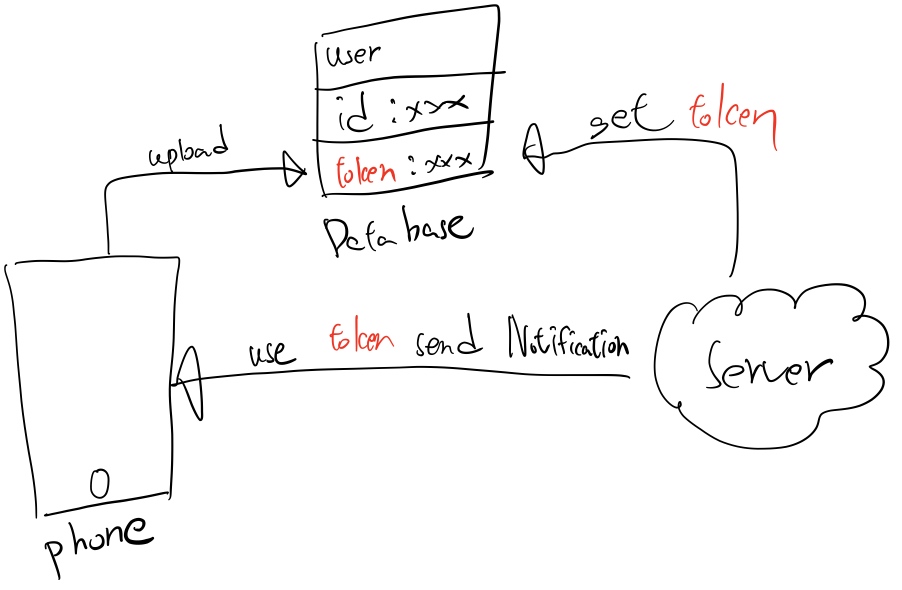 user
id : xxx
token : xxx
Database
upload
get token
use token send Notification
Server
phone